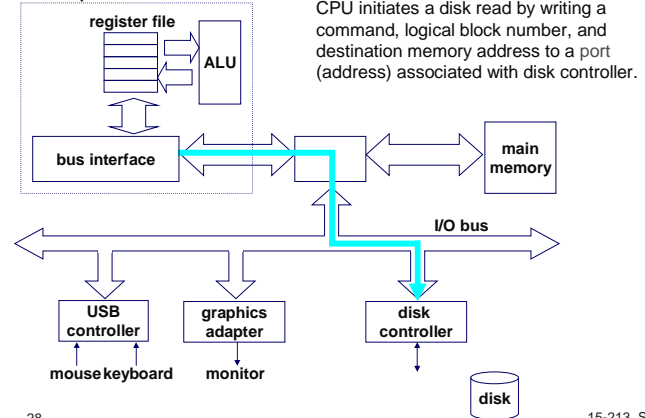 CPU initiates a disk read by writing a
command, logical block number, and
destination memory address to a port
(address) associated with disk controller.
register file
ALU
bus interface
main
memory
I/O bus
USB
controller
graphics
adapter
disk
controller
mouse keyboard
monitor
disk
15-213, S